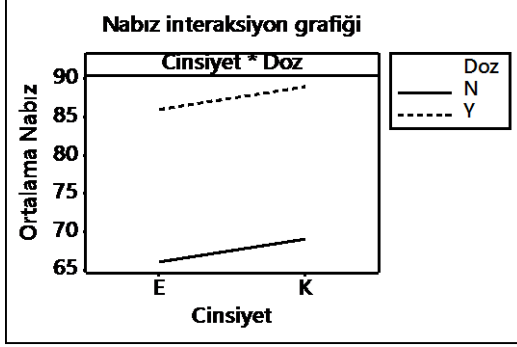 Nabız interaksiyon grafiği
Cinsiyet * Doz
Doz
N
Y
Ortalama Nabız
90
85
80
75
70
65
E K
Cinsiyet